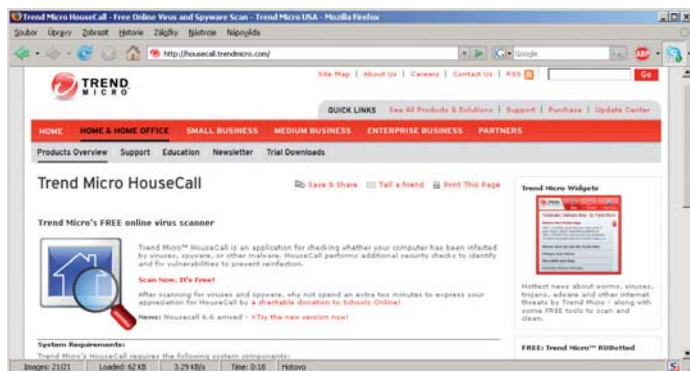 Trend Micro HouseCall - Free Online Virus and Spyware Scan - Trend Micro USA - Mozilla Firefox
Soubor Úpravy Zobrazit Historie Záložky Nástroje Nápověda
http://housecall.trendmicro.com/
Google
ABP
TREND
MICRO
Site Map | About Us | Careers | Contact Us | RSS
Go
QUICK LINKS See All Products & Solutions | Support | Purchase | Update Center
HOME HOME & HOME OFFICE SMALL BUSINESS MEDIUM BUSINESS ENTERPRISE BUSINESS PARTNERS
Products Overview Support Education Newsletter Trial Downloads
Trend Micro HouseCall
Save & Share Tell a friend Print This Page
Trend Micro's FREE online virus scanner
Trend Micro™ HouseCall is an application for checking whether your computer has been infected
by viruses, spyware, or other malware. HouseCall performs additional security checks to identify
and fix vulnerabilities to prevent reinfection.
Scan Now. It's Free!
After scanning for viruses and spyware, why not spend an extra two minutes to express your
appreciation for HouseCall by a charitable donation to Schools Online!
News: Housecall 6.6 arrived - >Try the new version now!
System Requirements:
Trend Micro's HouseCall requires the following system components:
Trend Micro Widgets
Hottest news about worms, viruses,
trojans, adware and other internet
threats by Trend Micro - along with
some FREE tools to scan and
clean.
FREE: Trend Micro™ RUBotted
Images: 21/21 Loaded: 62 KB 3.29 KB/s Time: 0:18 Hotovo